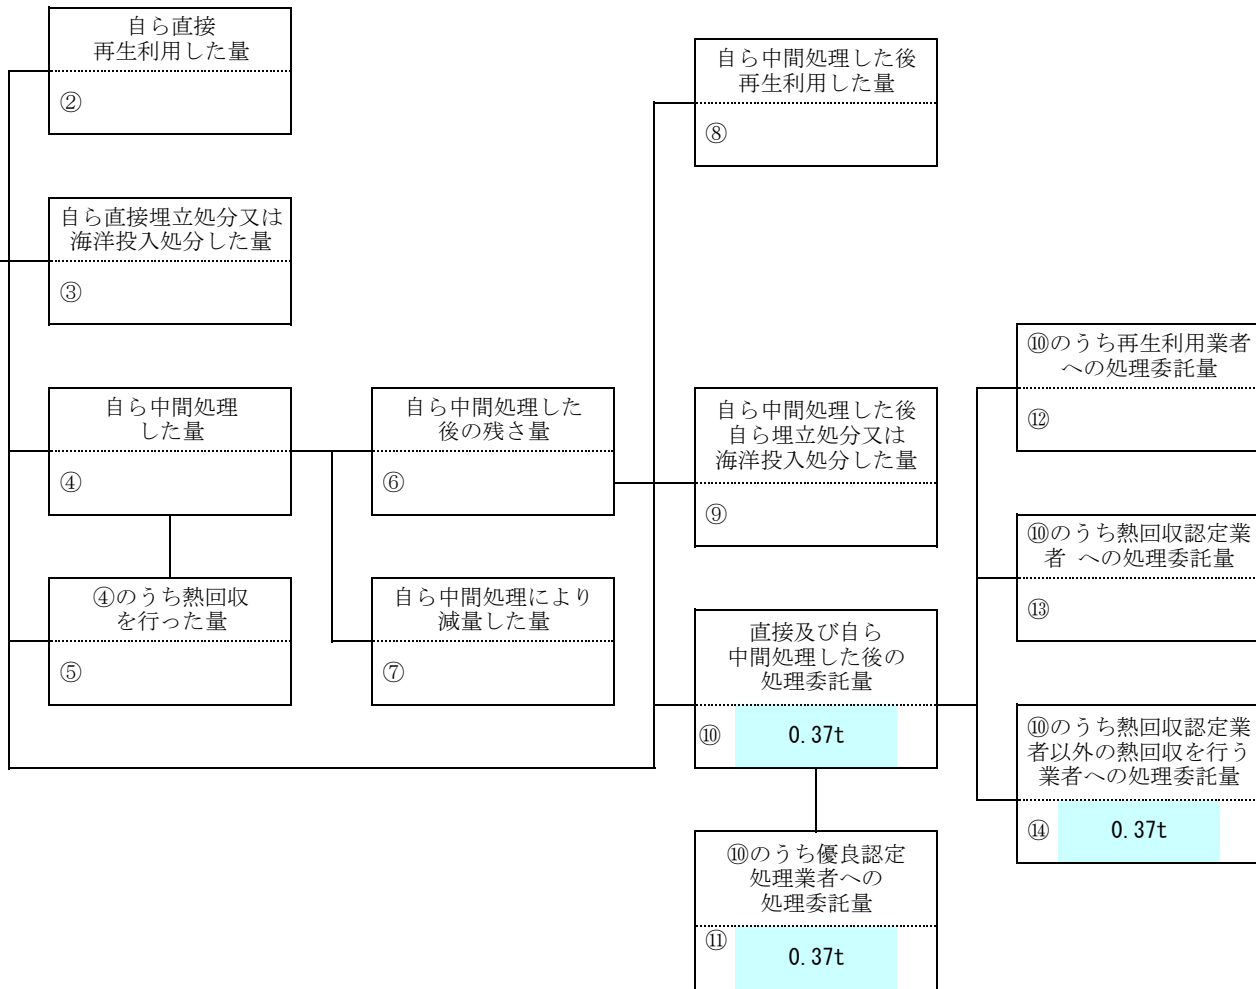 自ら直接
再生利用した量
②
自ら直接埋立処分又は
海洋投入処分した量
③
自ら中間処理
した量
④
④のうち熱回収
を行った量
⑤
自ら中間処理した
後の残さ量
⑥
自ら中間処理により
減量した量
⑦
自ら中間処理した後
再生利用した量
⑧
自ら中間処理した後
自ら埋立処分又は
海洋投入処分した量
⑨
直接及び自ら
中間処理した後の
処理委託量
⑩ 0.37t
⑩のうち優良認定
処理業者への
処理委託量
⑪ 0.37t
⑩のうち再生利用業者
への処理委託量
⑫
⑩のうち熱回収認定業
者 への処理委託量
⑬
⑩のうち熱回収認定業
者以外の熱回収を行う
業者への処理委託量
⑭ 0.37t